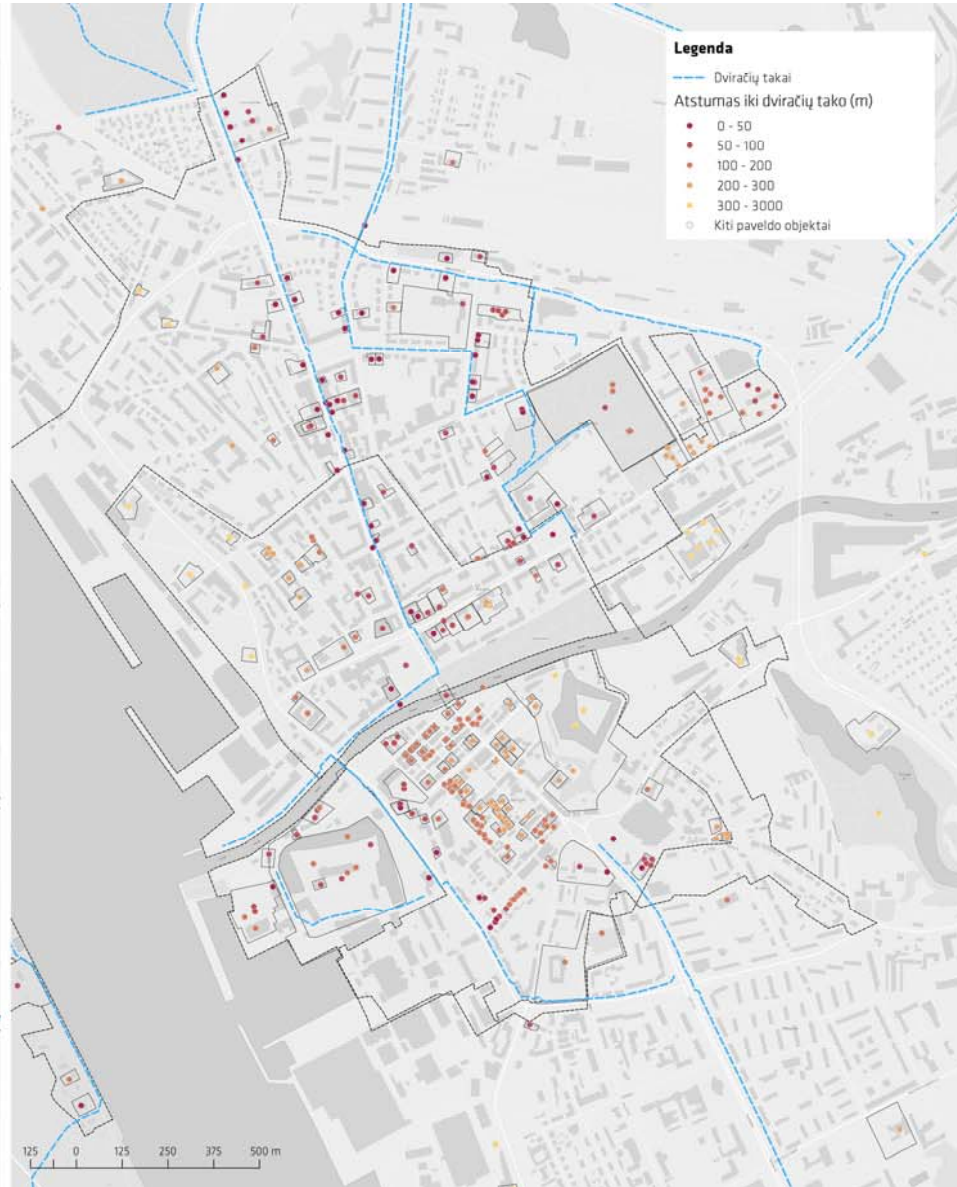 Legenda
Dviračių takai
Atstumas iki dviračių tako (m)
0 - 50
50 - 100
100 - 200
200 - 300
300 - 3000
Kiti paveldo objektai
125 0 125 250 375 500 m